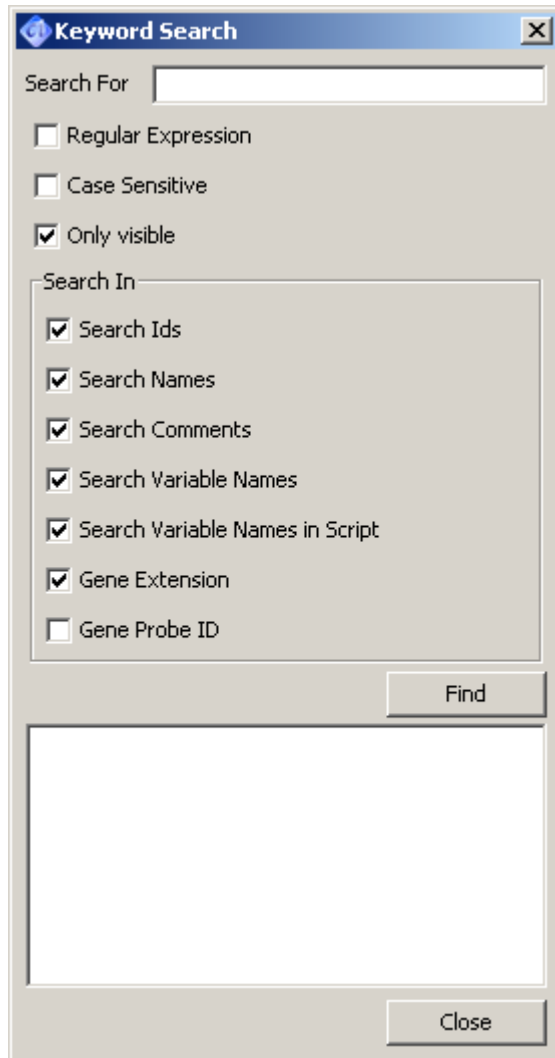 Keyword Search
Search For
Regular Expression
Case Sensitive
Only visible
Search In
Search Ids
Search Names
Search Comments
Search Variable Names
Search Variable Names in Script
Gene Extension
Gene Probe ID
Find
Close